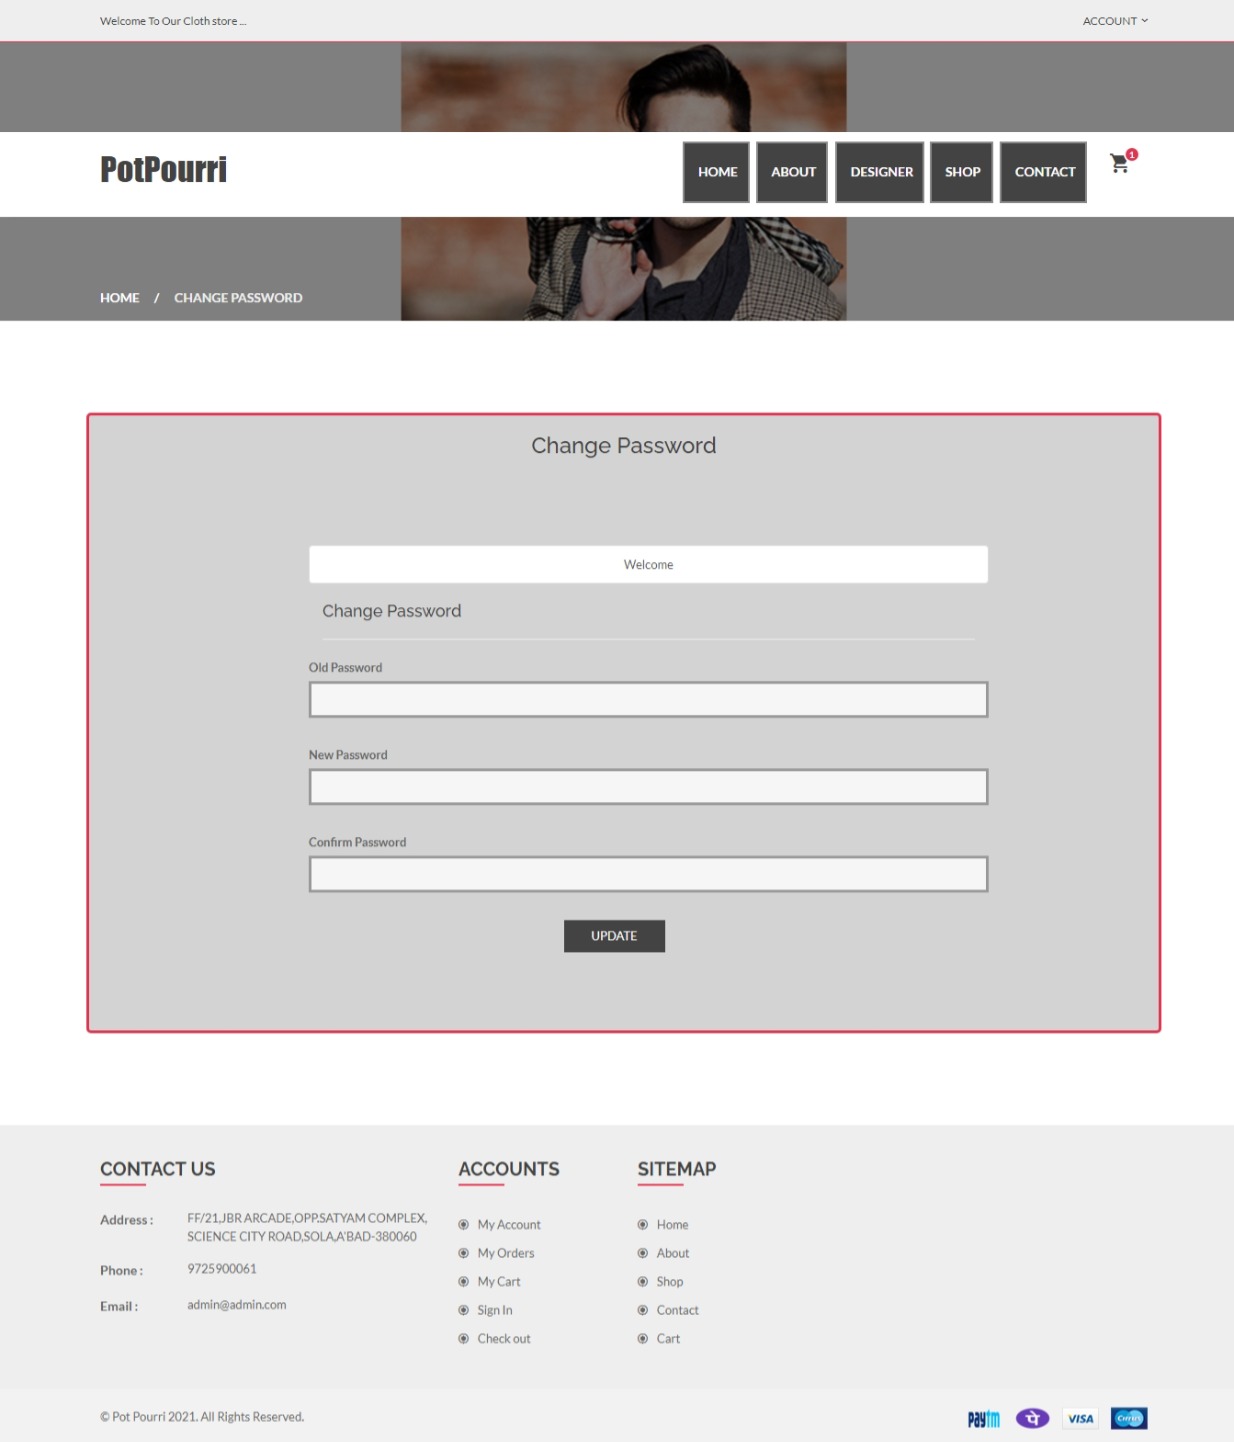 Welcome To Our Cloth store ...
ACCOUNT
PotPourri
HOME
ABOUT
DESIGNER
SHOP
CONTACT
1
HOME / CHANGE PASSWORD
Change Password
Welcome
Change Password
Old Password
New Password
Confirm Password
UPDATE
CONTACT US
Address :
FF/21,JBR ARCADE,OPP.SATYAM COMPLEX,
SCIENCE CITY ROAD,SOLA,A'BAD-380060
Phone :
9725900061
Email :
admin@admin.com
ACCOUNTS
My Account
My Orders
My Cart
Sign In
Check out
SITEMAP
Home
About
Shop
Contact
Cart
© Pot Pourri 2021. All Rights Reserved.
paytm
पे
VISA
Cirrus